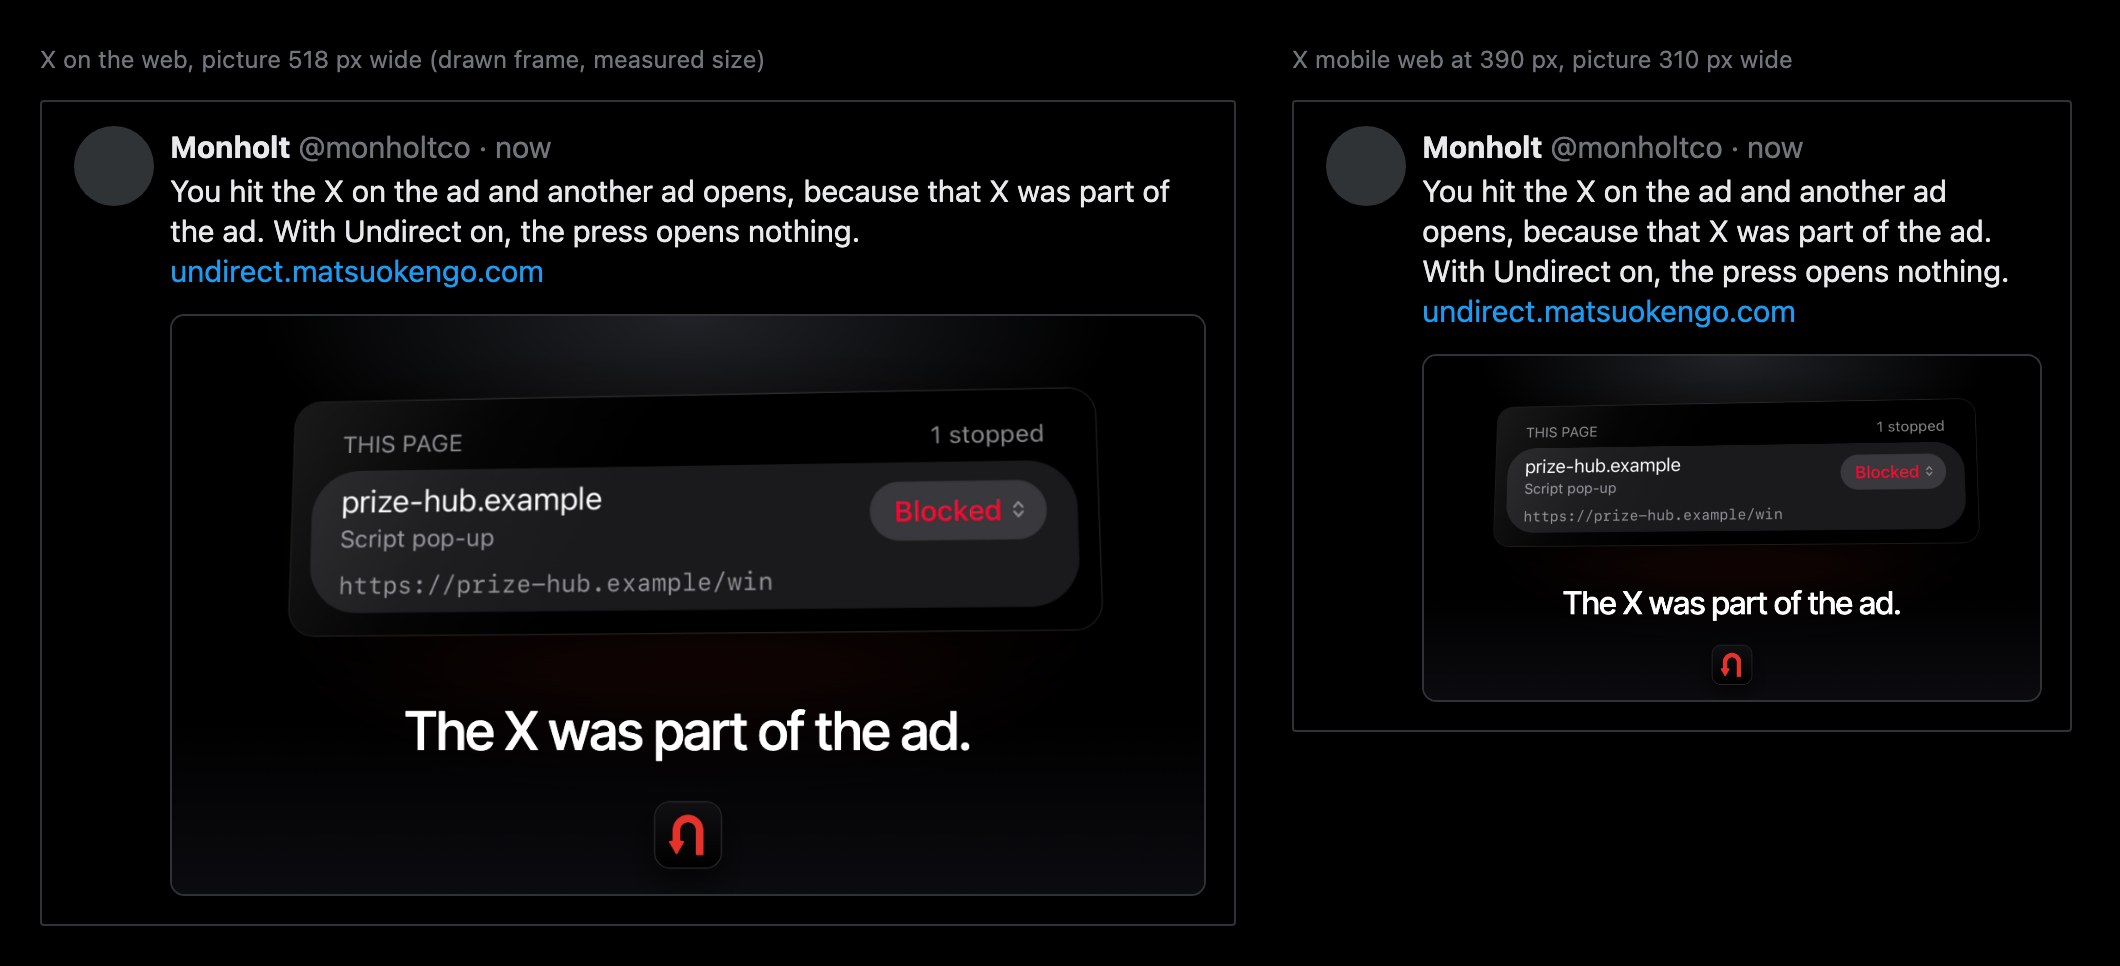 X on the web, picture 518 px wide (drawn frame, measured size)
Monholt @monholtco · now
You hit the X on the ad and another ad opens, because that X was part of
the ad. With Undirect on, the press opens nothing.
undirect.matsuokengo.com
THIS PAGE
1 stopped
prize-hub.example
Blocked
Script pop-up
https://prize-hub.example/win
The X was part of the ad.
X mobile web at 390 px, picture 310 px wide
Monholt @monholtco · now
You hit the X on the ad and another ad
opens, because that X was part of the ad.
With Undirect on, the press opens nothing.
undirect.matsuokengo.com
THIS PAGE
1 stopped
prize-hub.example
Blocked
Script pop-up
https://prize-hub.example/win
The X was part of the ad.